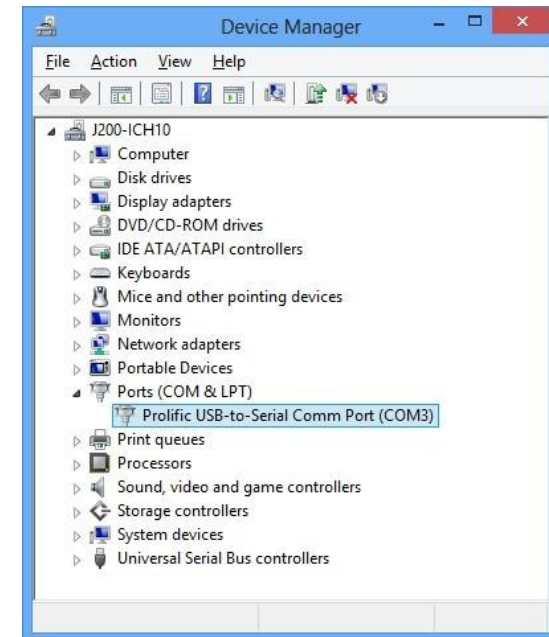 Device Manager
File Action View Help
J200-ICH10
Computer
Disk drives
Display adapters
DVD/CD-ROM drives
IDE ATA/ATAPI controllers
Keyboards
Mice and other pointing devices
Monitors
Network adapters
Portable Devices
Ports (COM & LPT)
Prolific USB-to-Serial Comm Port (COM3)
Print queues
Processors
Sound, video and game controllers
Storage controllers
System devices
Universal Serial Bus controllers